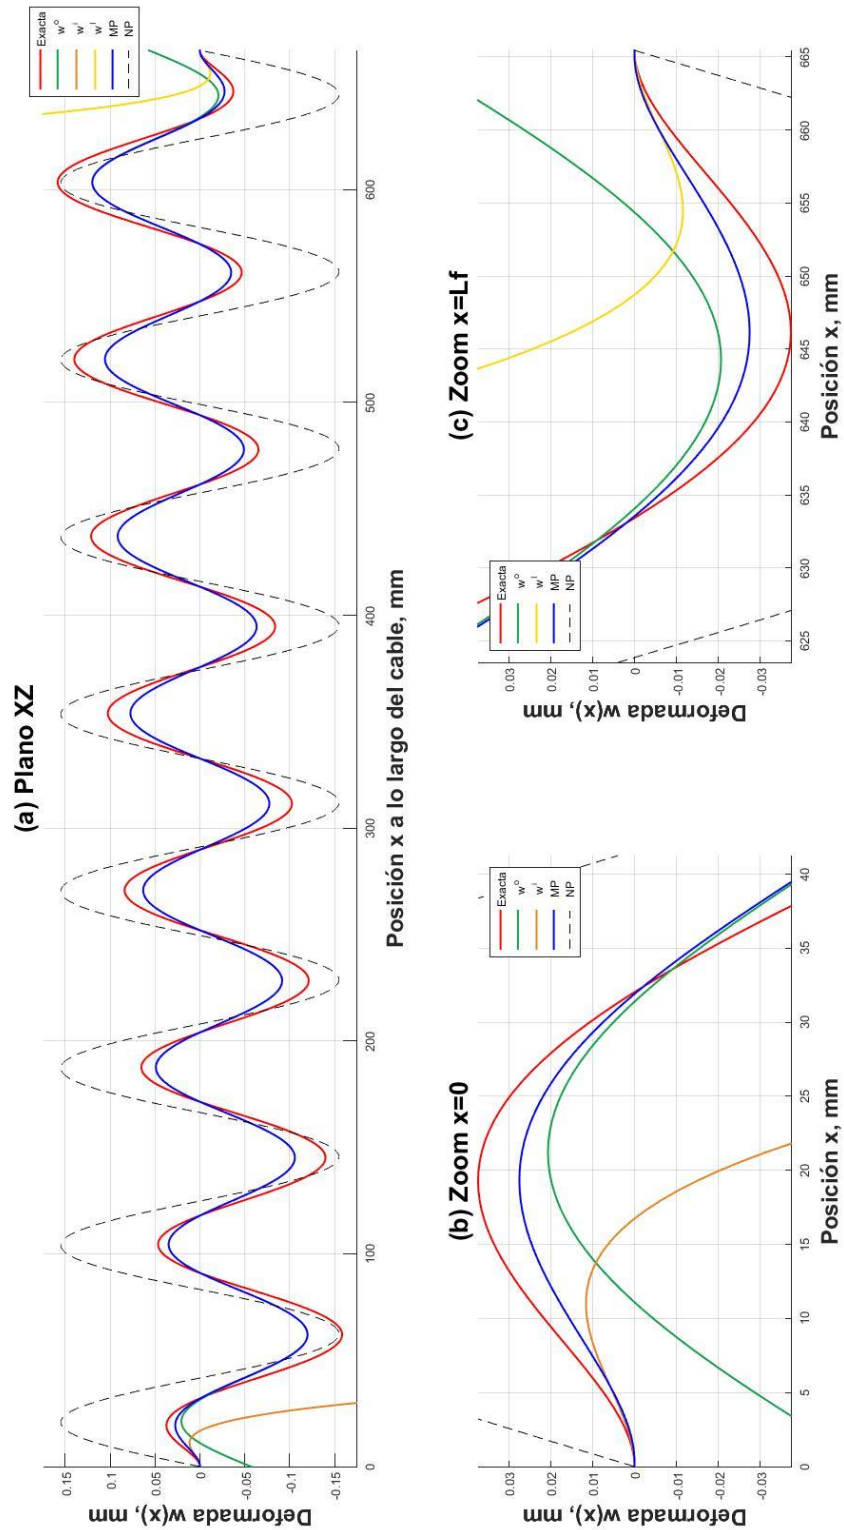 (a) Plano XZ
Deformada w(x), mm
0.15
0.1
0.05
0
-0.05
-0.1
-0.15
0
100
200
300
400
500
600
Posición x a lo largo del cable, mm
Exacta
w^o
w^i
w^l
MP
NP
(b) Zoom x=0
Deformada w(x), mm
0.03
0.02
0.01
0
-0.01
-0.02
-0.03
0
5
10
15
20
25
30
35
40
Posición x, mm
Exacta
w^o
w^i
MP
NP
(c) Zoom x=Lf
Deformada w(x), mm
0.03
0.02
0.01
0
-0.01
-0.02
-0.03
625
630
635
640
645
650
655
660
665
Posición x, mm
Exacta
w^o
w^l
MP
NP